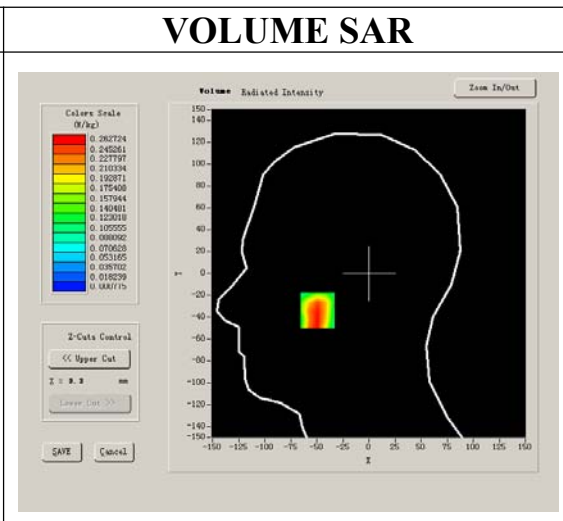 VOLUME SAR
Volume Radiated Intensity
Zoom In/Out
Colors Scale
(W/kg)
0.262724
0.245261
0.227797
0.210334
0.192871
0.175408
0.157944
0.140481
0.123018
0.105555
0.088092
0.070628
0.053165
0.035702
0.018239
0.000775
Z-Cuts Control
<< Upper Cut
Lower Cut >>
SAVE
Cancel
150
140
120
100
80
60
40
20
0
-20
-40
-60
-80
-100
-120
-140
-150
-150 -125 -100 -75 -50 -25 0 25 50 75 100 125 150
Y
X